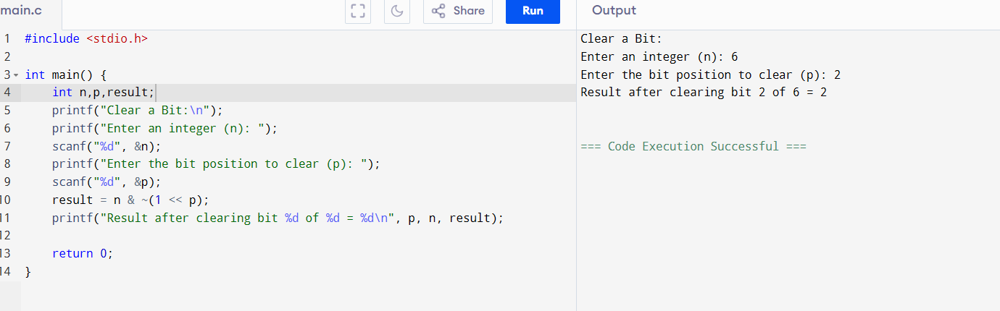 main.c
Share
Run
Output
1 #include <stdio.h>
2
3 int main() {
4     int n,p,result;
5     printf("Clear a Bit:\n");
6     printf("Enter an integer (n): ");
7     scanf("%d", &n);
8     printf("Enter the bit position to clear (p): ");
9     scanf("%d", &p);
10     result = n & ~(1 << p);
11     printf("Result after clearing bit %d of %d = %d\n", p, n, result);
12
13     return 0;
14 }
Clear a Bit:
Enter an integer (n): 6
Enter the bit position to clear (p): 2
Result after clearing bit 2 of 6 = 2
=== Code Execution Successful ===